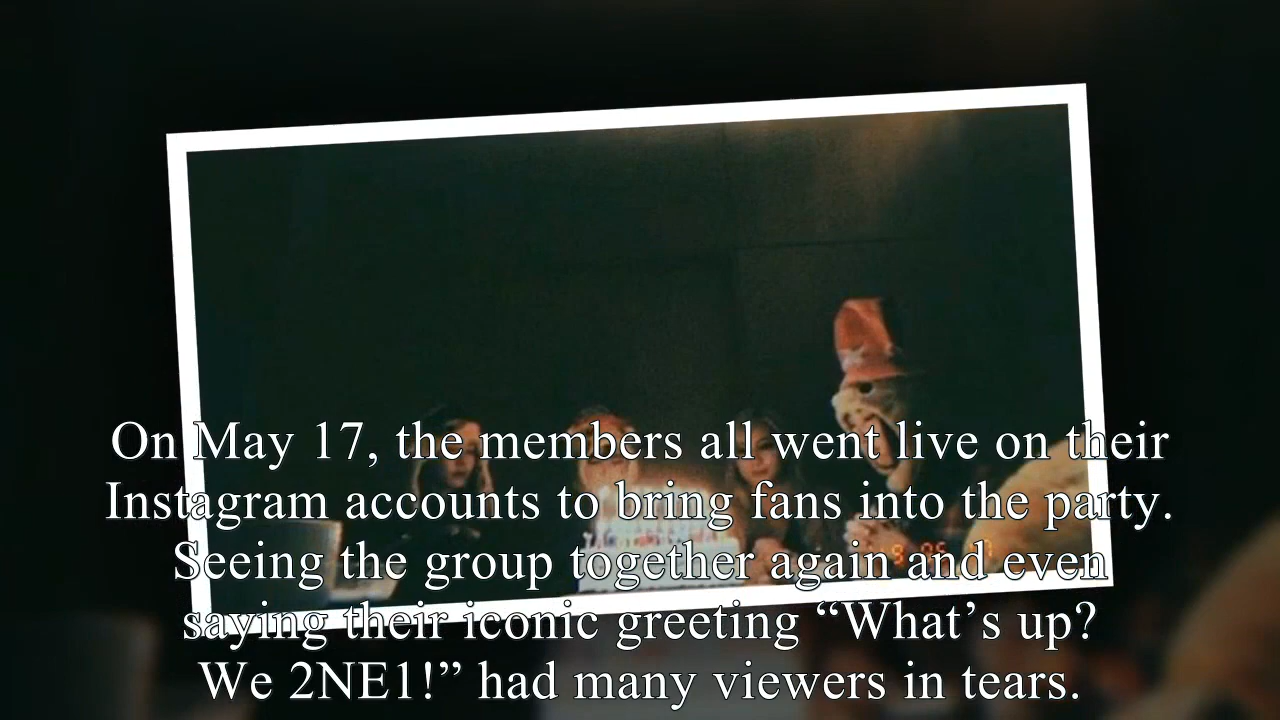 On May 17, the members all went live on their
Instagram accounts to bring fans into the party.
Seeing the group together again and even
saying their iconic greeting “What’s up?
We 2NE1!” had many viewers in tears.